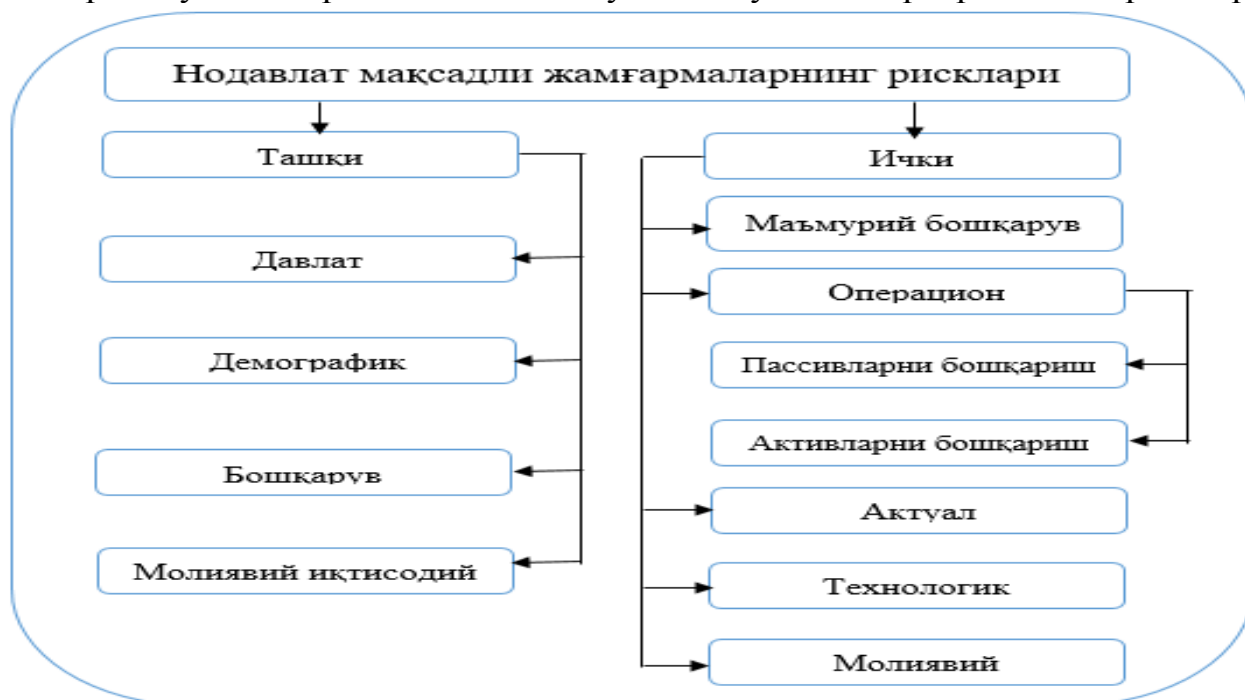 Нодавлат мақсадли жамғармаларнинг рисклари
Ташқи
Давлат
Демографик
Бошқарув
Молиявий иқтисодий
Ички
Маъмурий бошқарув
Операцион
Пассивларни бошқариш
Активларни бошқариш
Актуал
Технологик
Молиявий